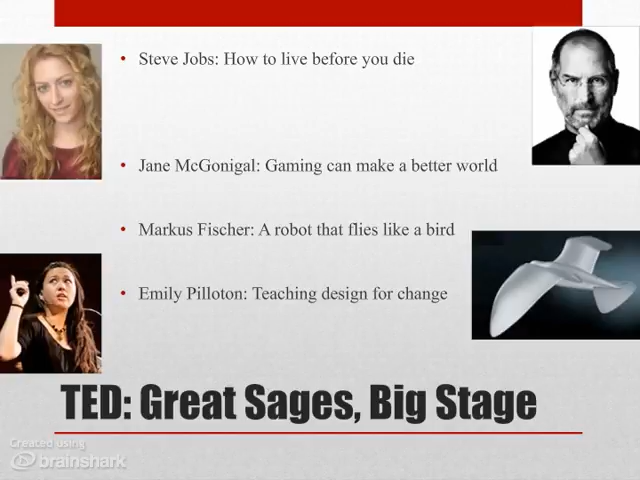 • Steve Jobs: How to live before you die
• Jane McGonigal: Gaming can make a better world
• Markus Fischer: A robot that flies like a bird
• Emily Pilloton: Teaching design for change
TED: Great Sages, Big Stage
Created using
brainshark